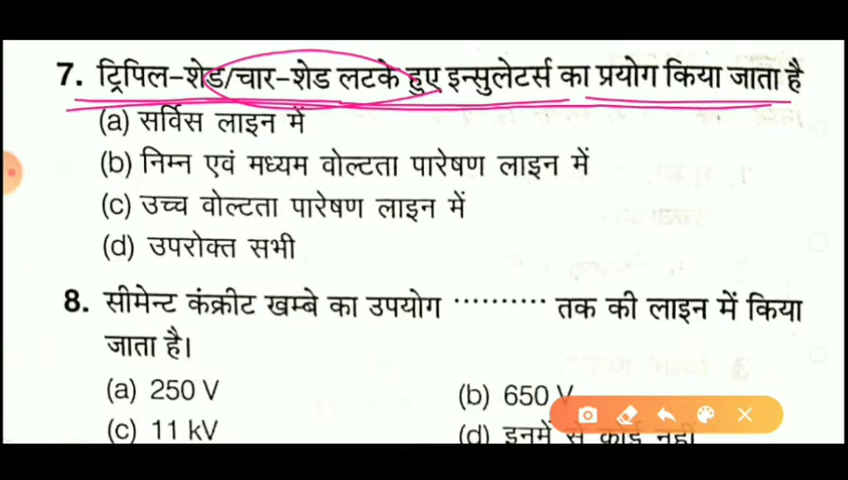 7. ट्रिपिल-शेड/चार-शेड लटके हुए इन्सुलेटर्स का प्रयोग किया जाता है
(a) सर्विस लाइन में
(b) निम्न एवं मध्यम वोल्टता पारेषण लाइन में
(c) उच्च वोल्टता पारेषण लाइन में
(d) उपरोक्त सभी
8. सीमेन्ट कंक्रीट खम्बे का उपयोग .......... तक की लाइन में किया
जाता है।
(a) 250 V
(b) 650 V
(c) 11 kV
(d) इनमें से कोई नहीं